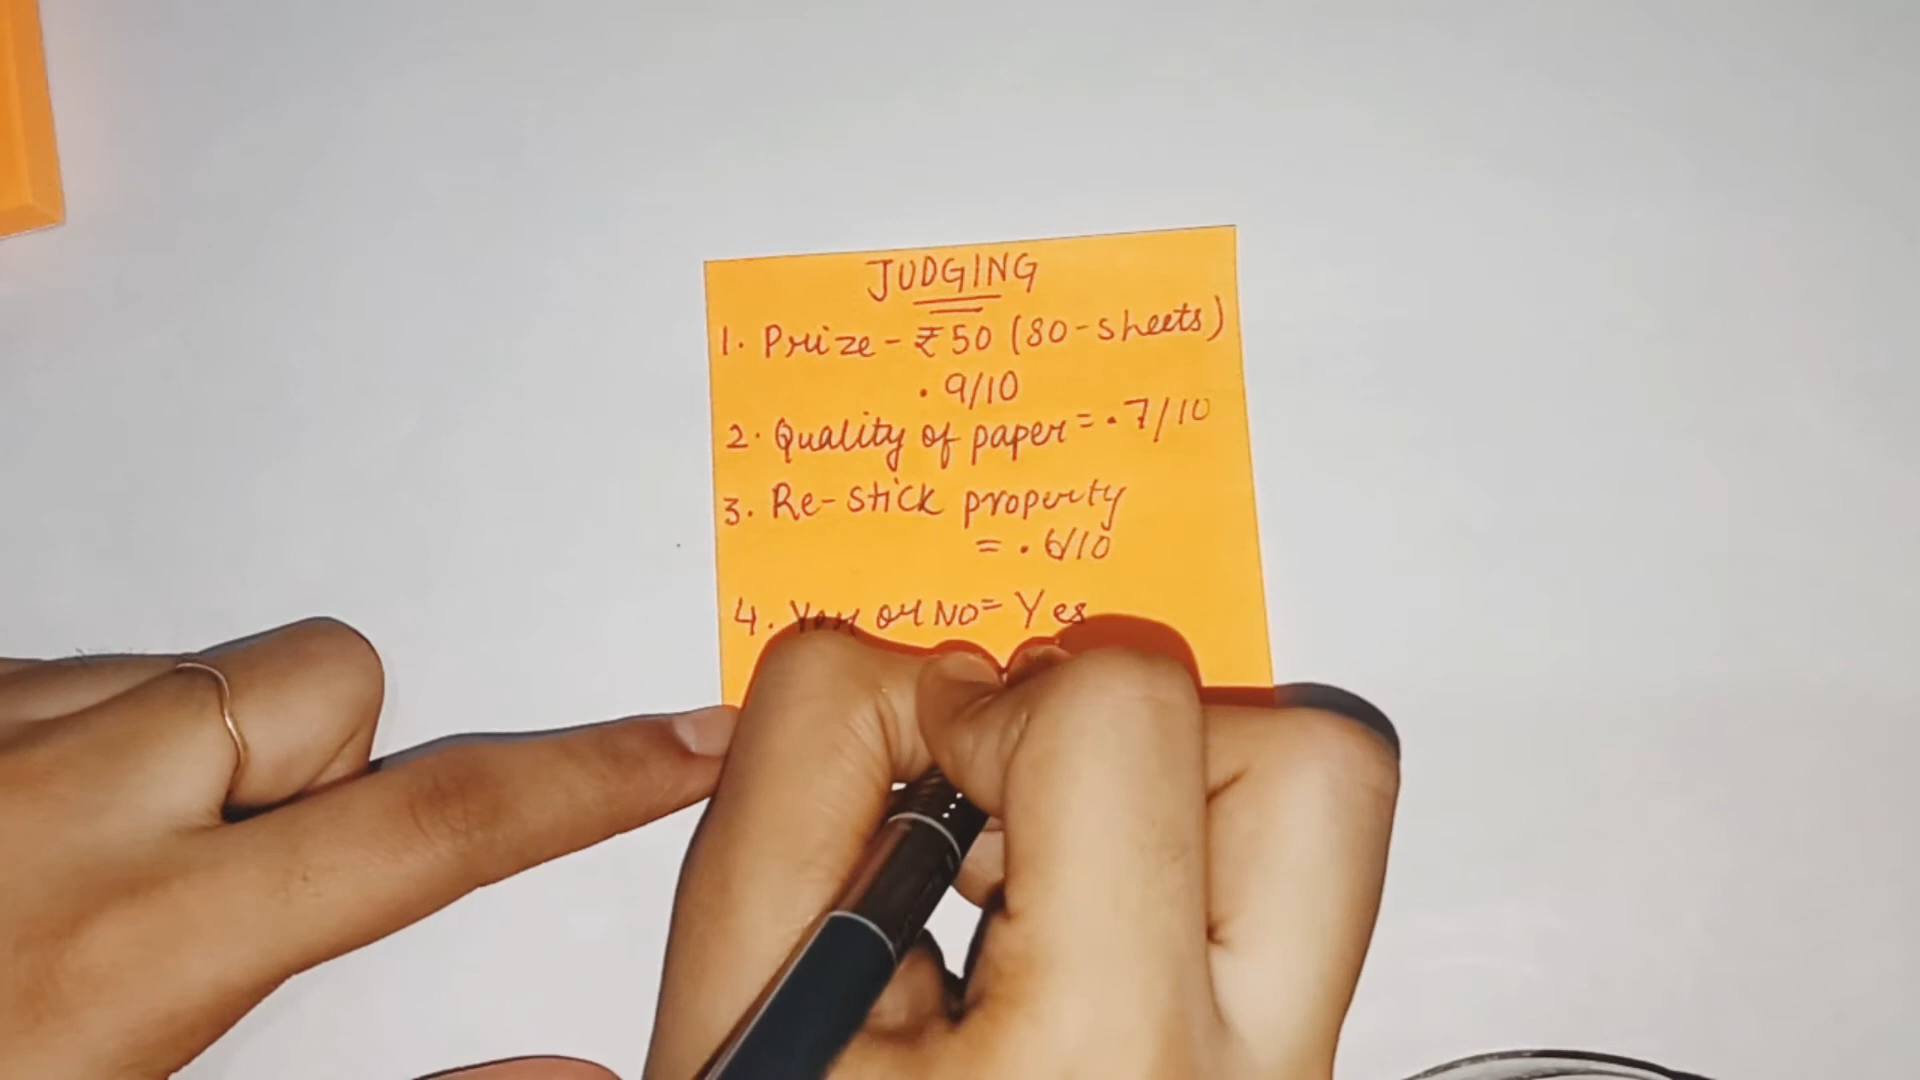 JUDGING
1. Prize - ₹50 (80-sheets)
. 9/10
2. Quality of paper = . 7/10
3. Re-stick property
= . 6/10
4. or No = Yes